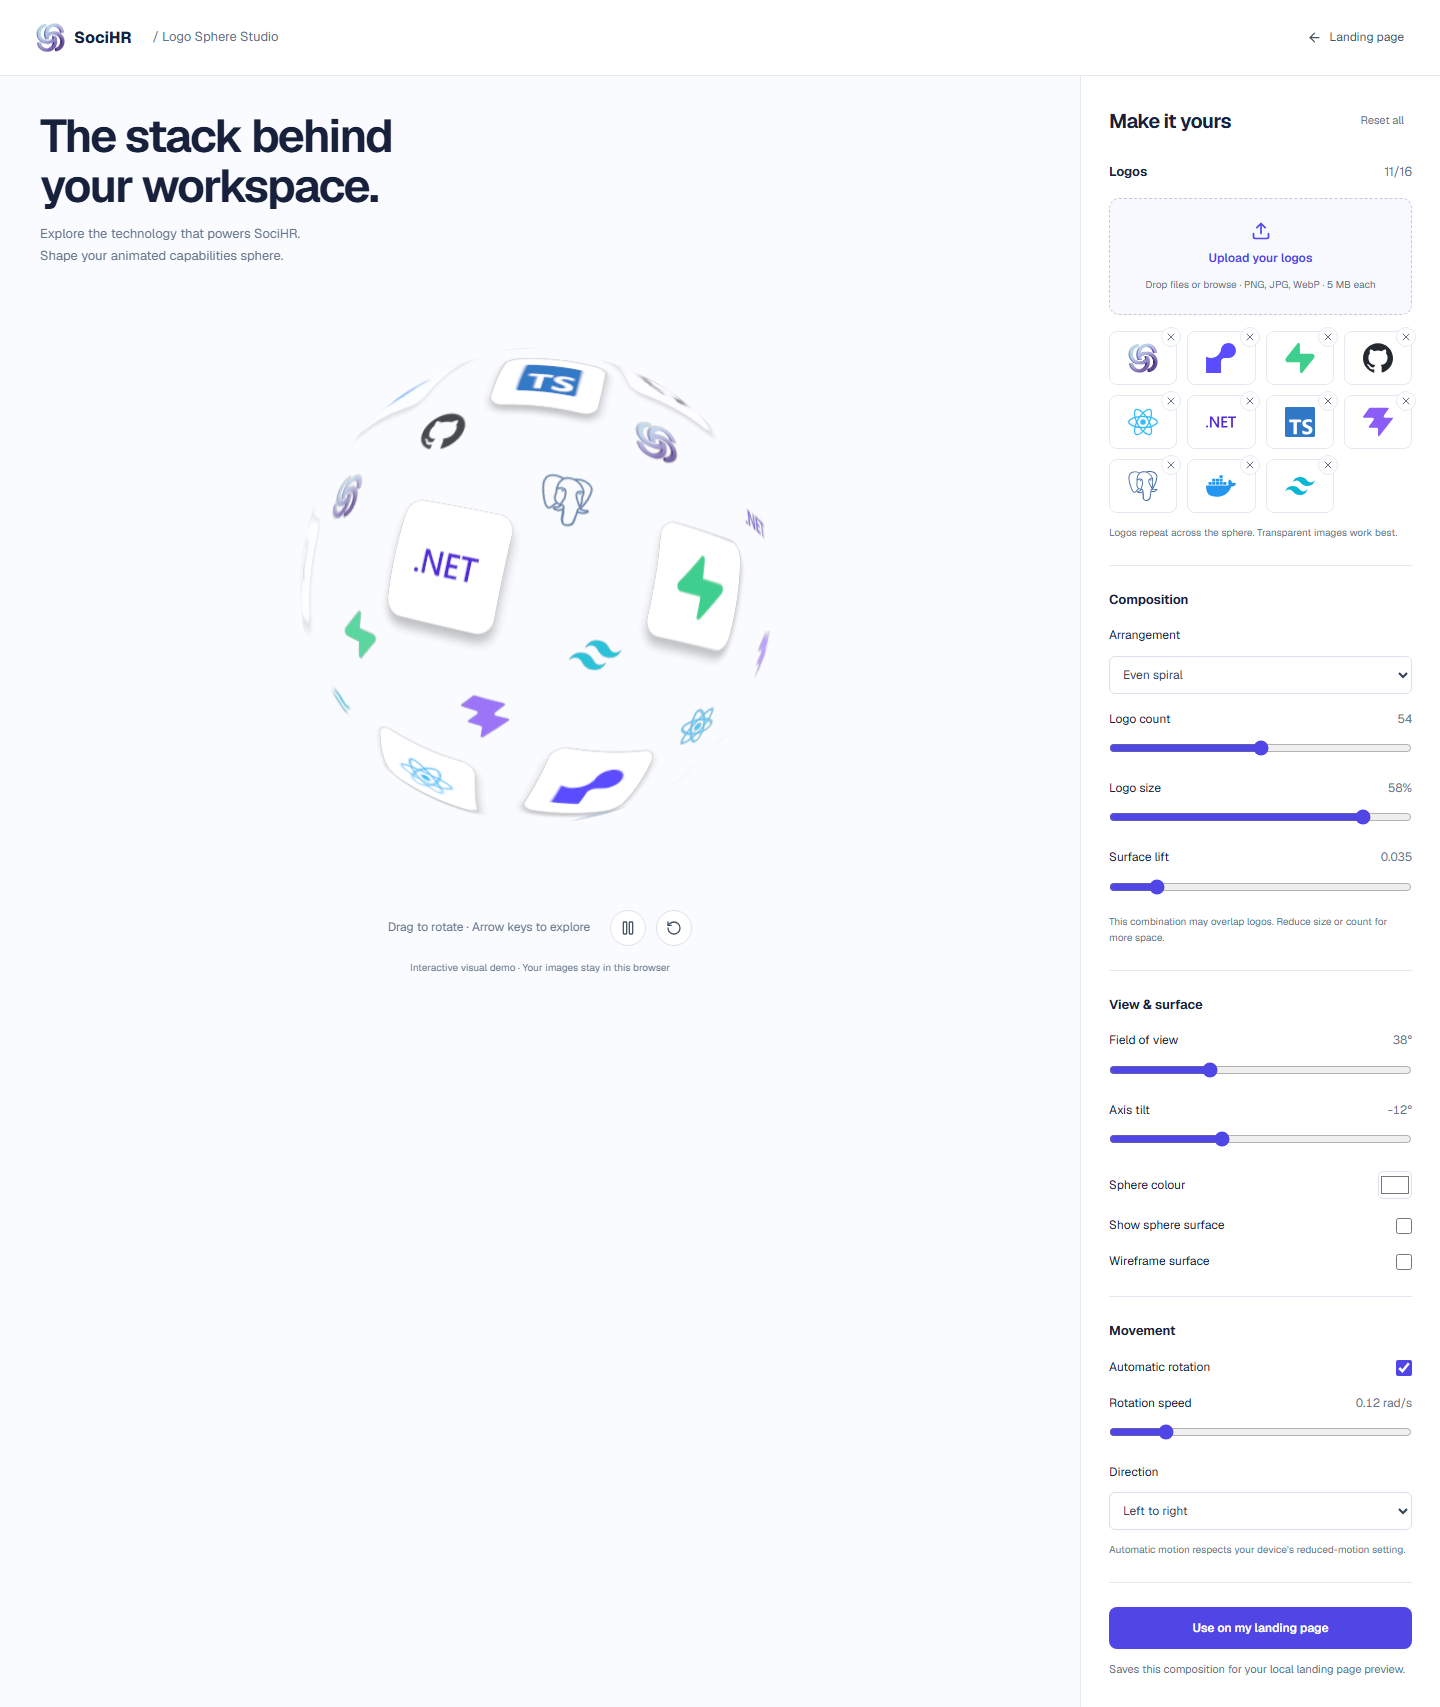 SociHR / Logo Sphere Studio
Landing page
The stack behind
your workspace.
Explore the technology that powers SociHR.
Shape your animated capabilities sphere.
TS
.NET
.NET
Drag to rotate · Arrow keys to explore
Interactive visual demo · Your images stay in this browser
Make it yours
Reset all
Logos 11/16
Upload your logos
Drop files or browse · PNG, JPG, WebP · 5 MB each
.NET
TS
Logos repeat across the sphere. Transparent images work best.
Composition
Arrangement
Even spiral
Logo count 54
Logo size 58%
Surface lift 0.035
This combination may overlap logos. Reduce size or count for
more space.
View & surface
Field of view 38°
Axis tilt -12°
Sphere colour
Show sphere surface
Wireframe surface
Movement
Automatic rotation
Rotation speed 0.12 rad/s
Direction
Left to right
Automatic motion respects your device's reduced-motion setting.
Use on my landing page
Saves this composition for your local landing page preview.